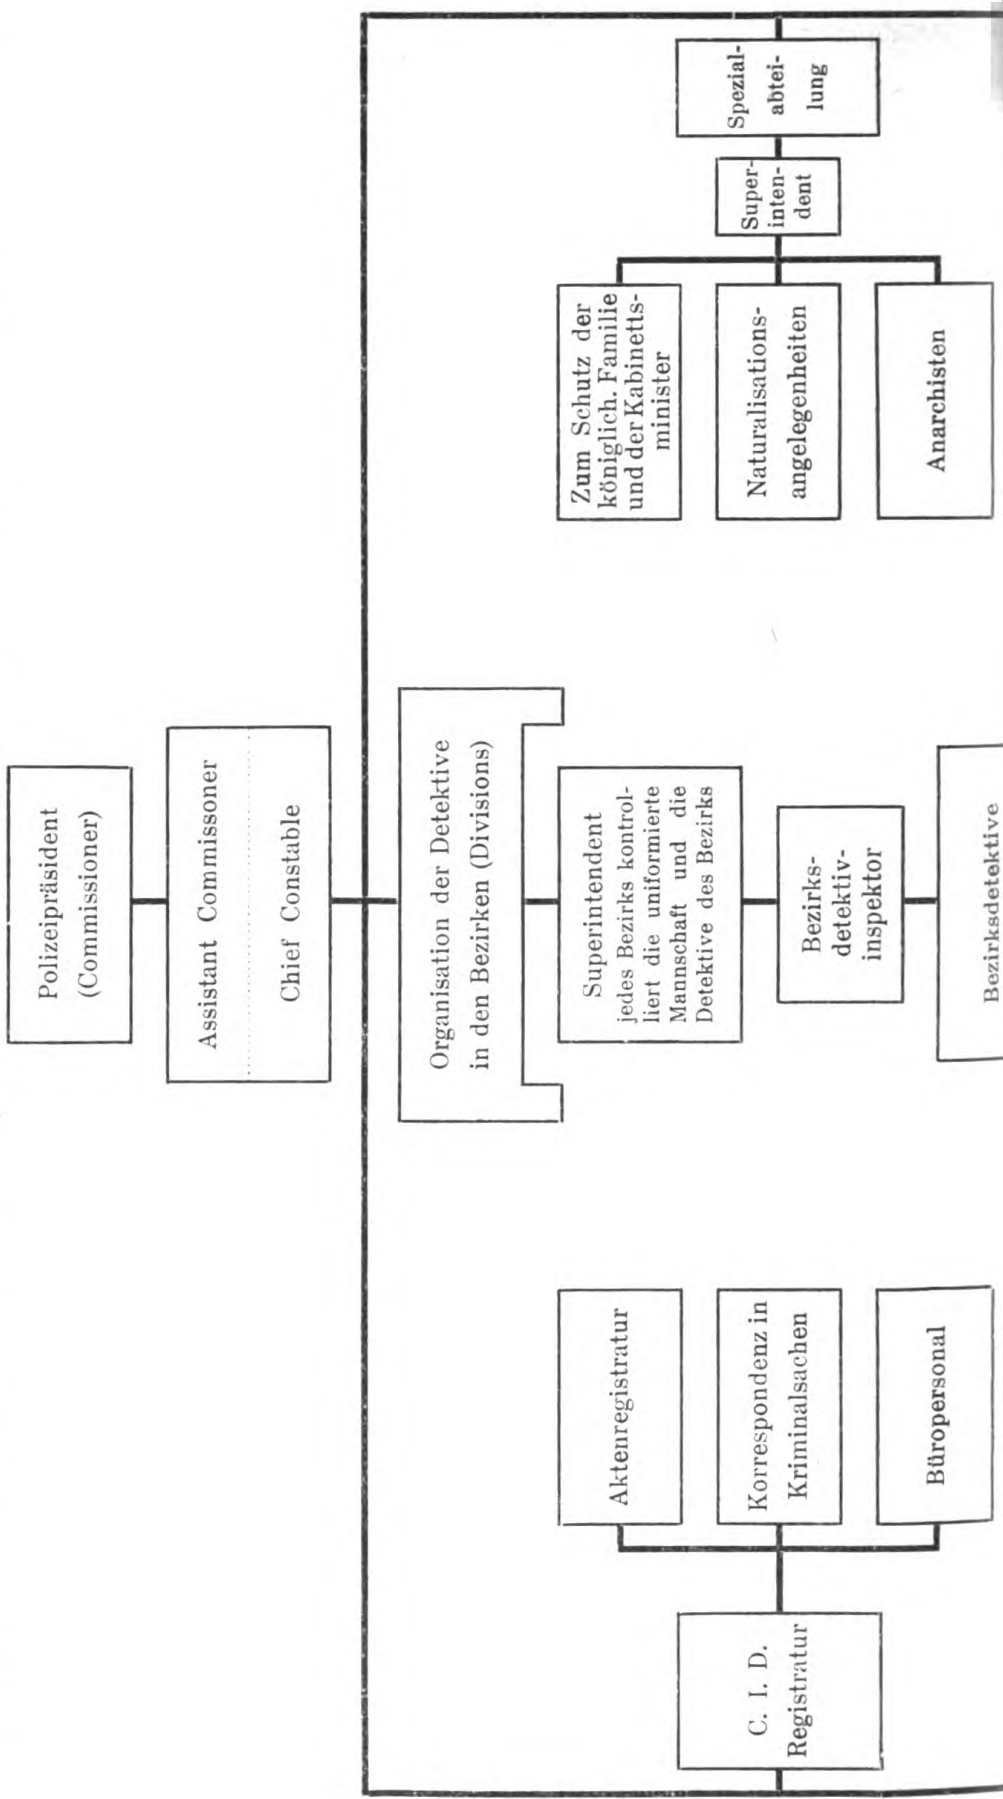 Polizeipräsident
(Commissioner)
Assistant Commissoner
Chief Constable
Organisation der Detektive
in den Bezirken (Divisions)
Superintendent
jedes Bezirks kontrol-
liert die uniformierte
Mannschaft und die
Detektive des Bezirks
Bezirks-
detektiv-
inspektor
Bezirksdetektive
C. I. D.
Registratur
Aktenregistratur
Korrespondenz in
Kriminalsachen
Büropersonal
Spezial-
abtei-
lung
Super-
inten-
dent
Zum Schutz der
königlich. Familie
und der Kabinetts-
minister
Naturalisations-
angelegenheiten
Anarchisten